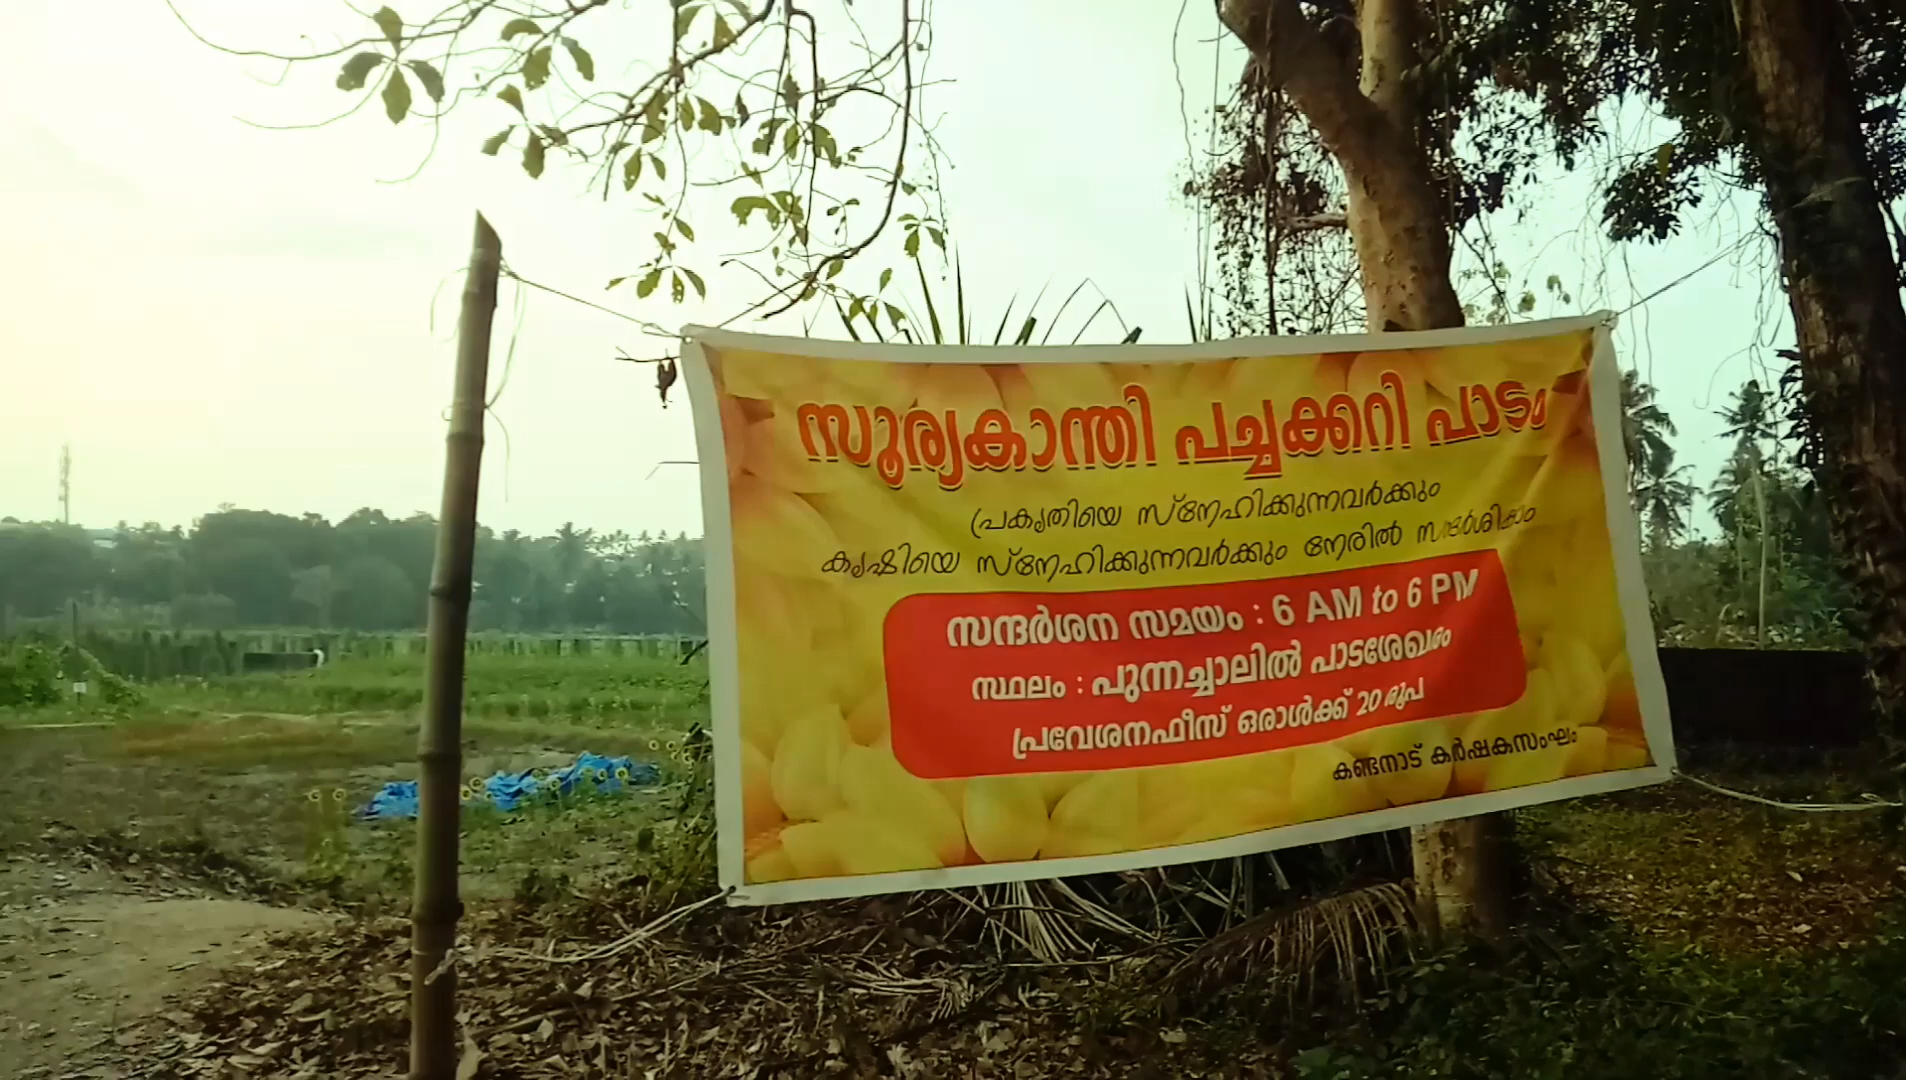 സൂര്യകാന്തി പച്ചക്കറി പാടം
പ്രകൃതിയെ സ്നേഹിക്കുന്നവർക്കും
കൃഷിയെ സ്നേഹിക്കുന്നവർക്കും നേരിൽ സന്ദർശിക്കാം
സന്ദർശന സമയം : 6 AM to 6 PM
സ്ഥലം : പുന്നച്ചാലിൽ പാടശേഖരം
പ്രവേശനഫീസ് ഒരാൾക്ക് 20 രൂപ
കണ്ടനാട് കർഷകസംഘം